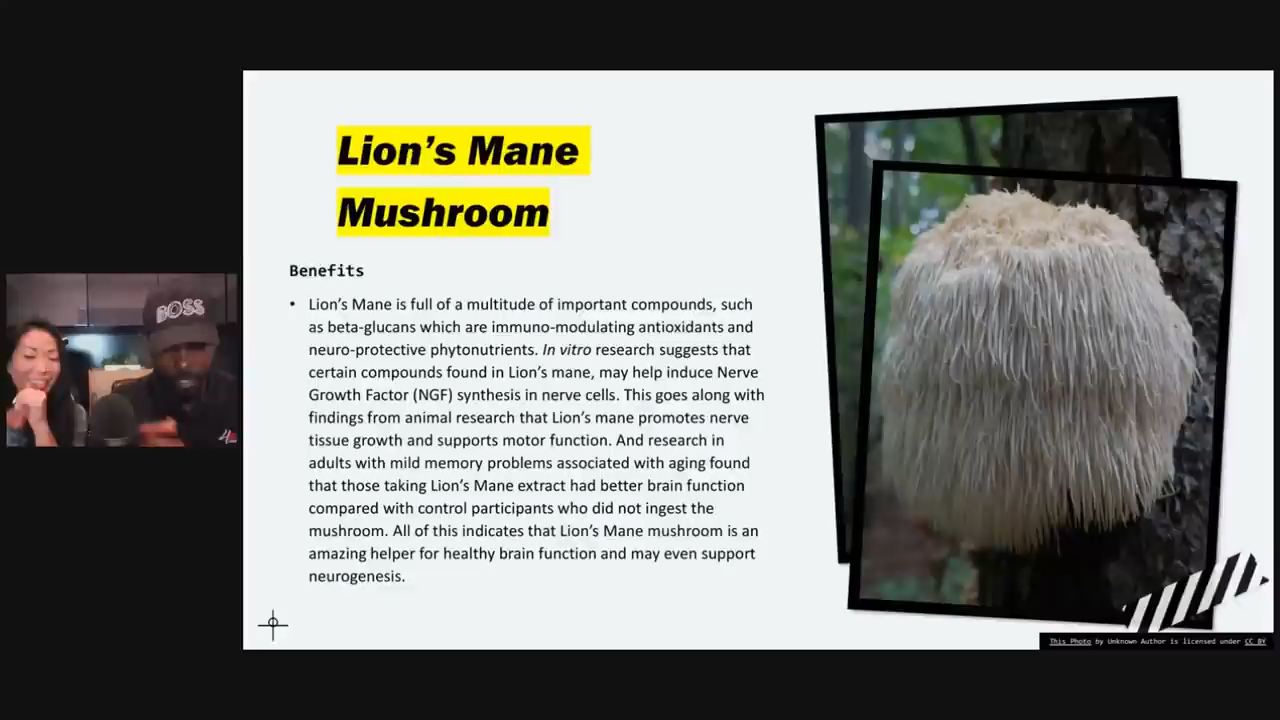 Lion's Mane
Mushroom
Benefits
• Lion's Mane is full of a multitude of important compounds, such
as beta-glucans which are immuno-modulating antioxidants and
neuro-protective phytonutrients. In vitro research suggests that
certain compounds found in Lion's mane, may help induce Nerve
Growth Factor (NGF) synthesis in nerve cells. This goes along with
findings from animal research that Lion's mane promotes nerve
tissue growth and supports motor function. And research in
adults with mild memory problems associated with aging found
that those taking Lion's Mane extract had better brain function
compared with control participants who did not ingest the
mushroom. All of this indicates that Lion's Mane mushroom is an
amazing helper for healthy brain function and may even support
neurogenesis.
BOSS
This Photo by Unknown Author is licensed under CC BY